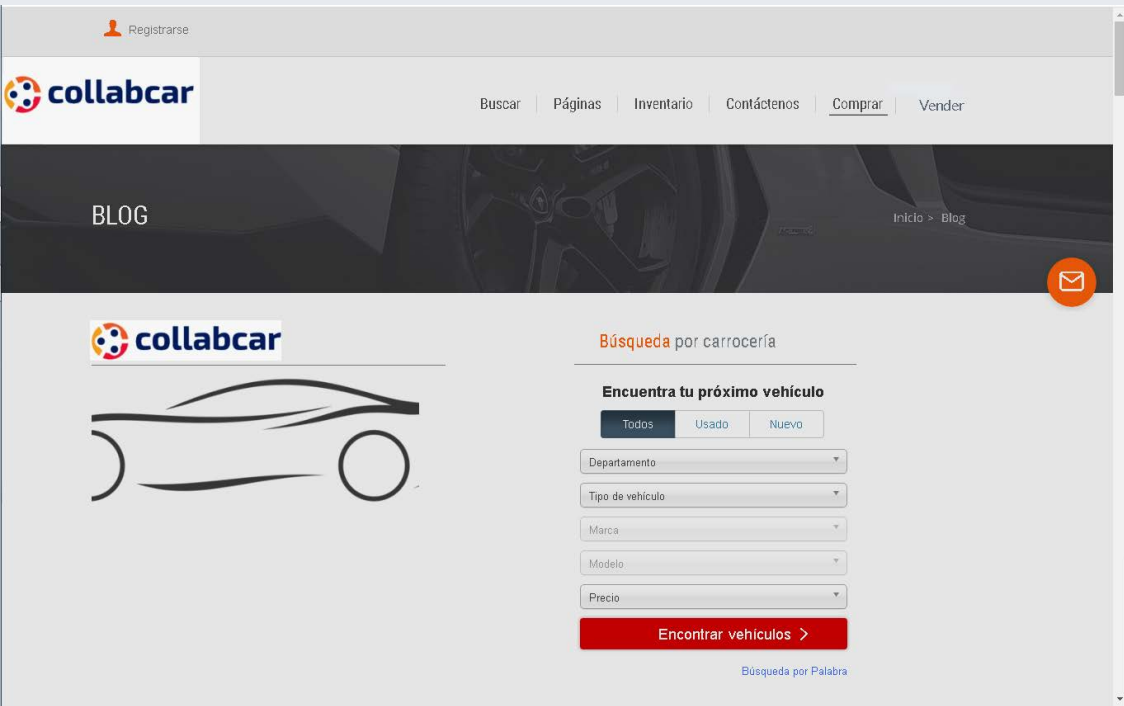 Registrarse
collabcar
Buscar Páginas Inventario Contáctenos Comprar Vender
BLOG
Inicio > Blog
collabcar
Búsqueda por carrocería
Encuentra tu próximo vehículo
Todos Usado Nuevo
Departamento
Tipo de vehículo
Marca
Modelo
Precio
Encontrar vehículos >
Búsqueda por Palabra